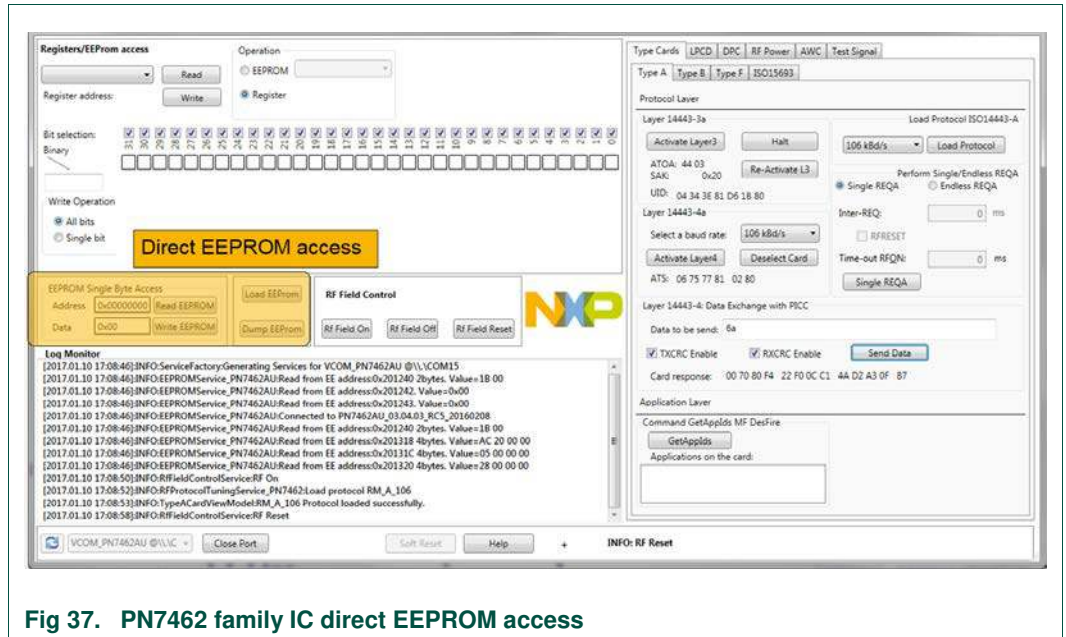 Registers/EEProm access
Operation
Read
EEPROM
Register address:
Write
Register
Bit selection:
31 30 29 28 27 26 25 24 23 22 21 20 19 18 17 16 15 14 13 12 11 10 9 8 7 6 5 4 3 2 1 0
Binary
Write Operation
All bits
Single bit
Direct EEPROM access
EEPROM Single Byte Access
Address 0x00000000 Read EEPROM
Data 0x00 Write EEPROM
Load EEProm
Dump EEProm
RF Field Control
Rf Field On Rf Field Off Rf Field Reset
NXP
Log Monitor
[2017.01.10 17:08:46]:INFO:ServiceFactory:Generating Services for VCOM_PN7462AU @\\.\COM15
[2017.01.10 17:08:46]:INFO:EEPROMService_PN7462AU:Read from EE address:0x201240 2bytes. Value=1B 00
[2017.01.10 17:08:46]:INFO:EEPROMService_PN7462AU:Read from EE address:0x201242. Value=0x00
[2017.01.10 17:08:46]:INFO:EEPROMService_PN7462AU:Read from EE address:0x201243. Value=0x00
[2017.01.10 17:08:46]:INFO:EEPROMService_PN7462AU:Connected to PN7462AU_03.04.03_RC5_20160208
[2017.01.10 17:08:46]:INFO:EEPROMService_PN7462AU:Read from EE address:0x201240 2bytes. Value=1B 00
[2017.01.10 17:08:46]:INFO:EEPROMService_PN7462AU:Read from EE address:0x201318 4bytes. Value=AC 20 00 00
[2017.01.10 17:08:46]:INFO:EEPROMService_PN7462AU:Read from EE address:0x20131C 4bytes. Value=05 00 00 00
[2017.01.10 17:08:46]:INFO:EEPROMService_PN7462AU:Read from EE address:0x201320 4bytes. Value=28 00 00 00
[2017.01.10 17:08:50]:INFO:RfFieldControlService:RF On
[2017.01.10 17:08:52]:INFO:RFProtocolTuningService_PN7462:Load protocol RM_A_106
[2017.01.10 17:08:53]:INFO:TypeACardViewModel:RM_A_106 Protocol loaded successfully.
[2017.01.10 17:08:58]:INFO:RfFieldControlService:RF Reset
VCOM_PN7462AU @\\.\C
Close Port
Soft Reset
Help
+
INFO: RF Reset
Type Cards LPCD DPC RF Power AWC Test Signal
Type A Type B Type F ISO15693
Protocol Layer
Layer 14443-3a
Load Protocol ISO14443-A
Activate Layer3 Halt
106 kBd/s Load Protocol
ATQA: 44 03
SAK: 0x20
Re-Activate L3
UID: 04 34 3E 81 D6 18 80
Perform Single/Endless REQA
Single REQA Endless REQA
Layer 14443-4a
Inter-REQ: 0 ms
Select a baud rate: 106 kBd/s
RFRESET
Activate Layer4 Deselect Card
Time-out RFON: 0 ms
ATS: 06 75 77 81 02 80
Single REQA
Layer 14443-4: Data Exchange with PICC
Data to be send: 6a
TXCRC Enable RXCRC Enable Send Data
Card response: 00 70 80 F4 22 F0 0C C1 4A D2 A3 0F 87
Application Layer
Command GetAppIds MF DesFire
GetAppIds
Applications on the card:
Fig 37. PN7462 family IC direct EEPROM access